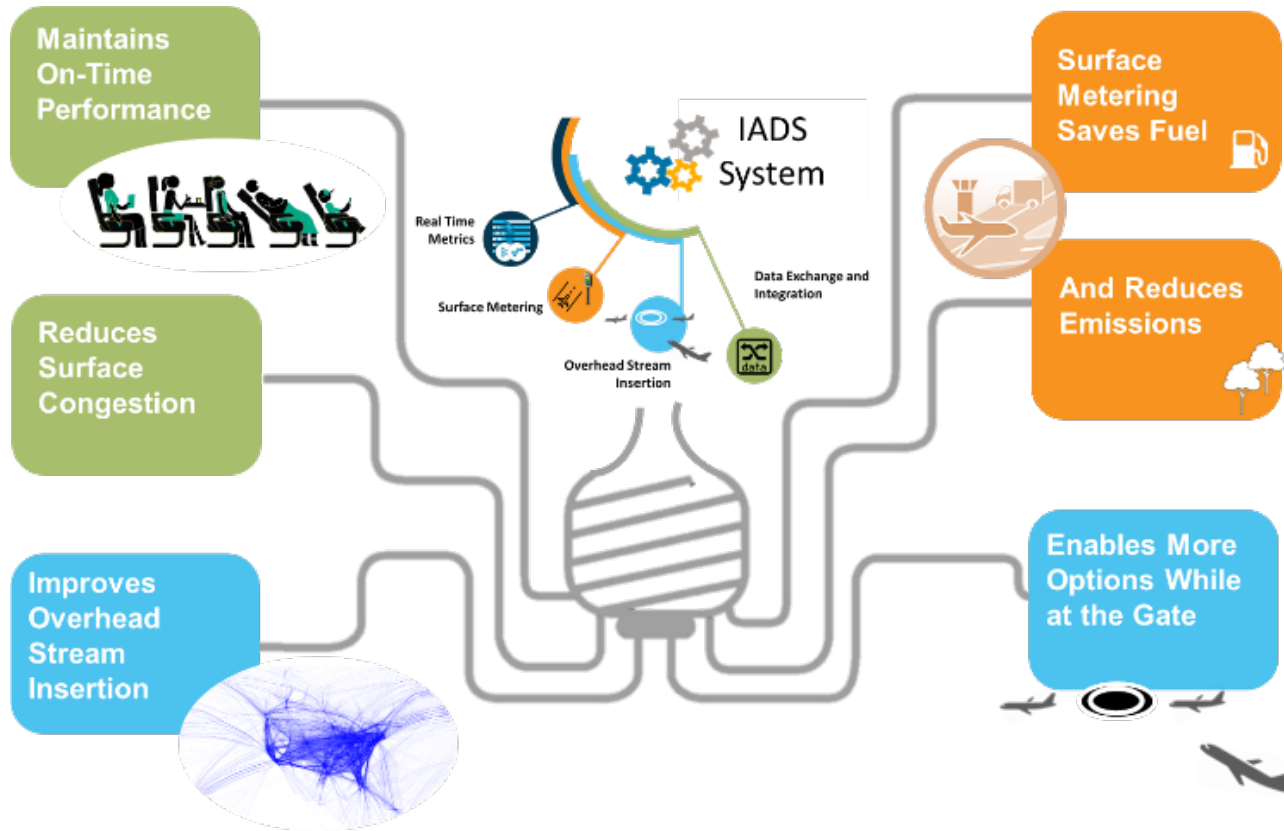 Maintains
On-Time
Performance
Reduces
Surface
Congestion
Improves
Overhead
Stream
Insertion
IADS
System
Real Time
Metrics
Surface Metering
Overhead Stream
Insertion
Data Exchange and
Integration
data
Surface
Metering
Saves Fuel
And Reduces
Emissions
Enables More
Options While
at the Gate